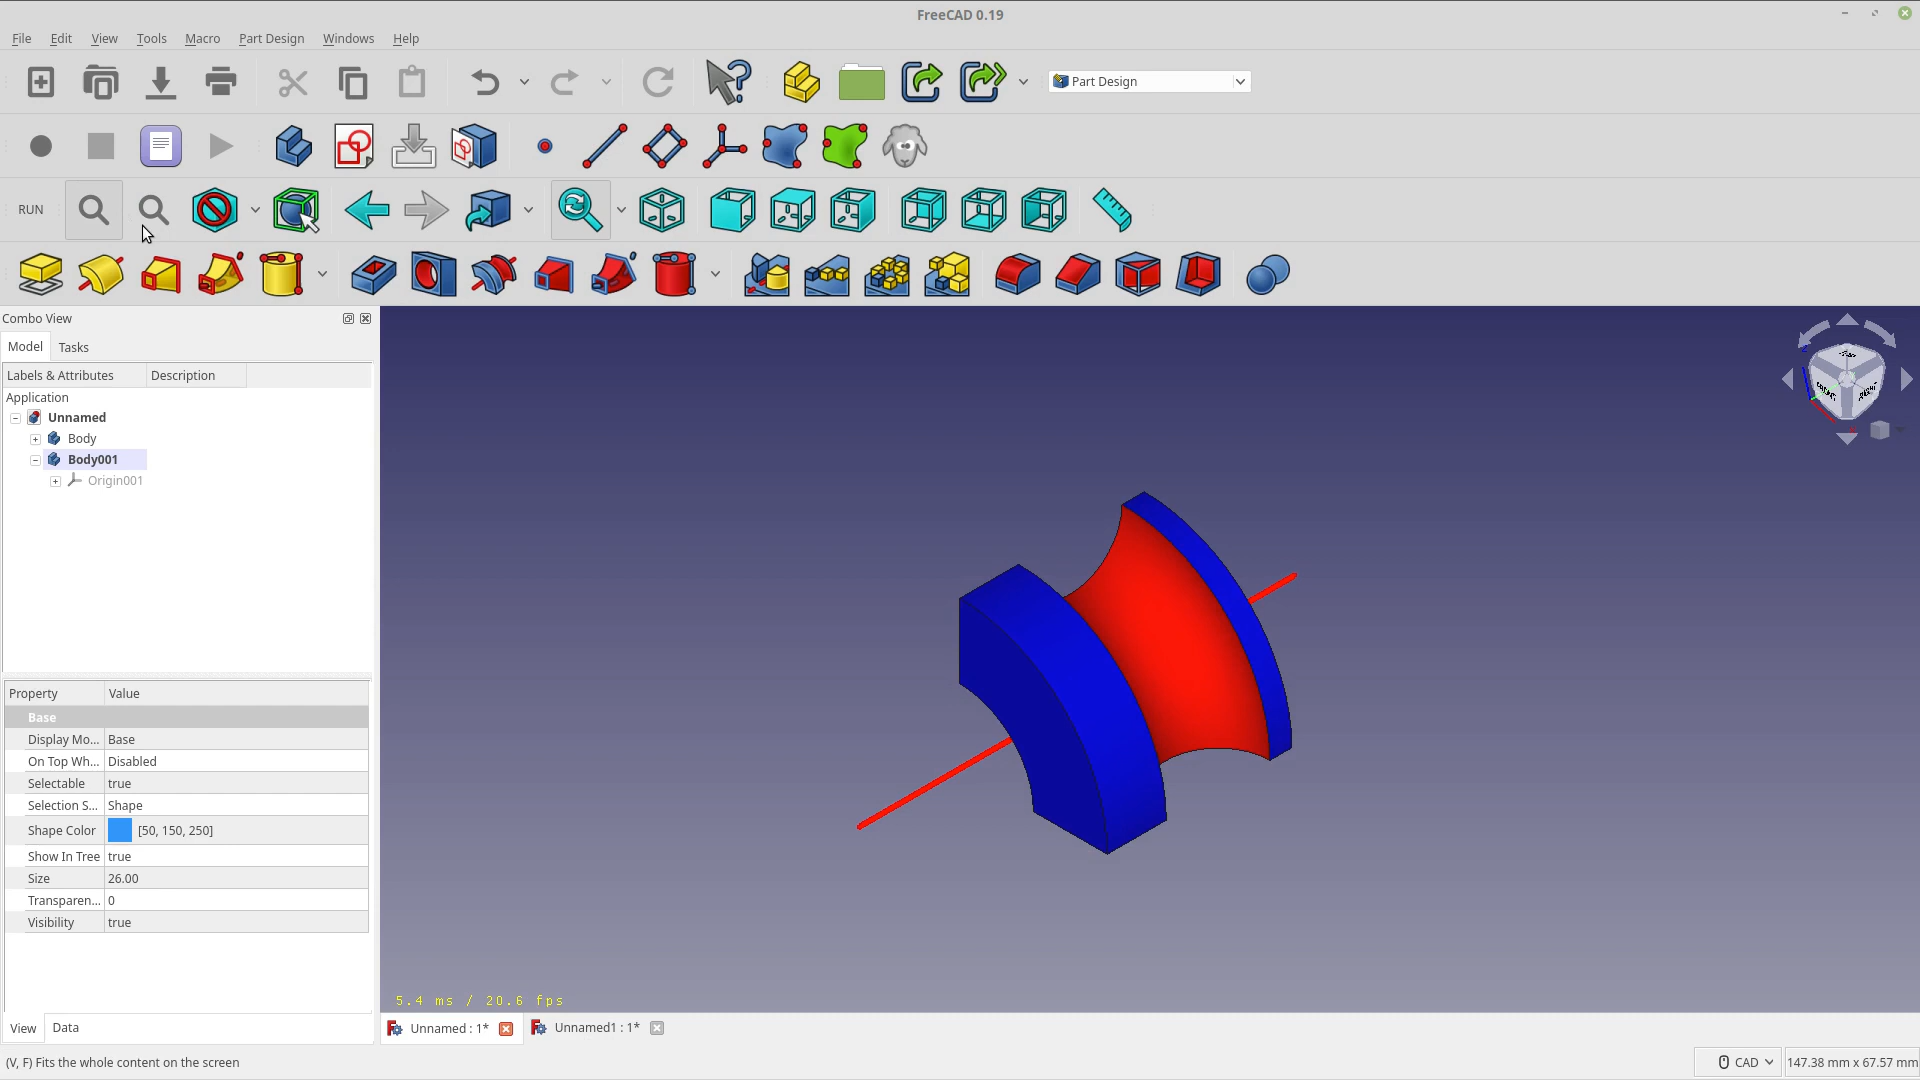 FreeCAD 0.19
File Edit View Tools Macro Part Design Windows Help
Part Design
RUN
Combo View
Model Tasks
Labels & Attributes Description
Application
Unnamed
Body
Body001
Origin001
Property Value
Base
Display Mo... Base
On Top Wh... Disabled
Selectable true
Selection S... Shape
Shape Color [50, 150, 250]
Show In Tree true
Size 26.00
Transparen... 0
Visibility true
5.4 ms / 20.6 fps
View Data
Unnamed : 1* Unnamed1 : 1*
(V, F) Fits the whole content on the screen
CAD 147.38 mm x 67.57 mm